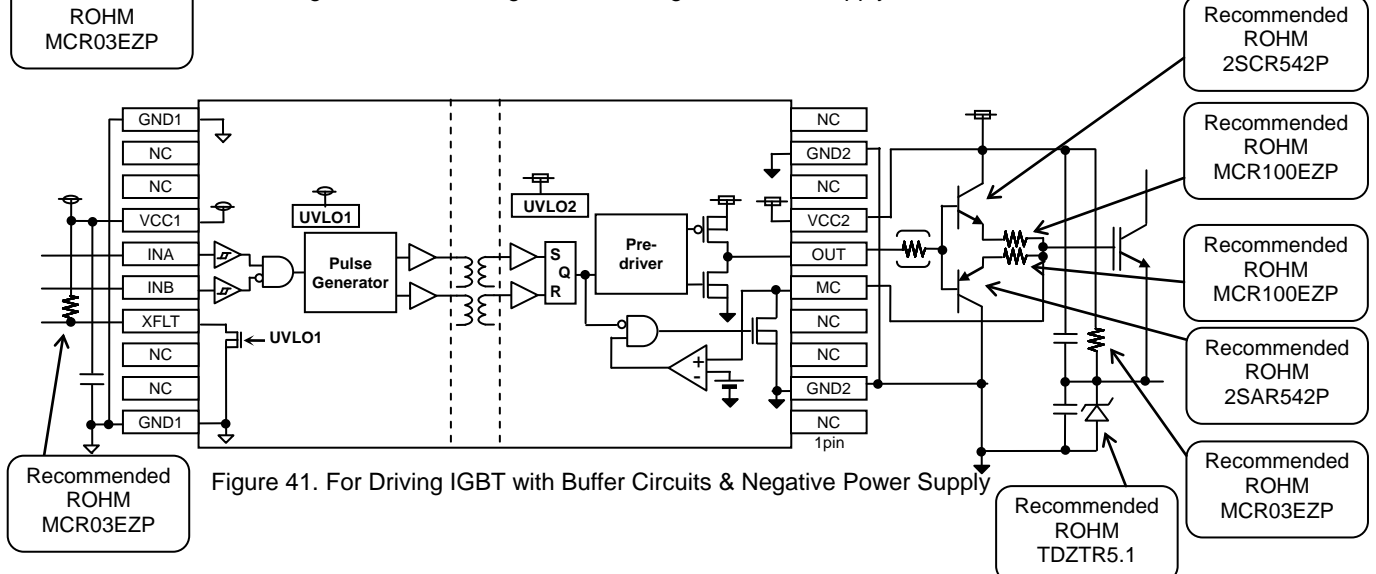 ROHM
MCR03EZP
Recommended
ROHM
2SCR542P
Recommended
ROHM
MCR100EZP
Recommended
ROHM
MCR100EZP
Recommended
ROHM
2SAR542P
Recommended
ROHM
MCR03EZP
Recommended
ROHM
TDZTR5.1
Recommended
ROHM
MCR03EZP
GND1
NC
NC
VCC1
INA
INB
XFLT
NC
NC
GND1
UVLO1
Pulse
Generator
UVLO1
UVLO2
S
Q
R
Pre-
driver
+
-
NC
GND2
NC
VCC2
OUT
MC
NC
NC
GND2
NC
1pin
Figure 41. For Driving IGBT with Buffer Circuits & Negative Power Supply